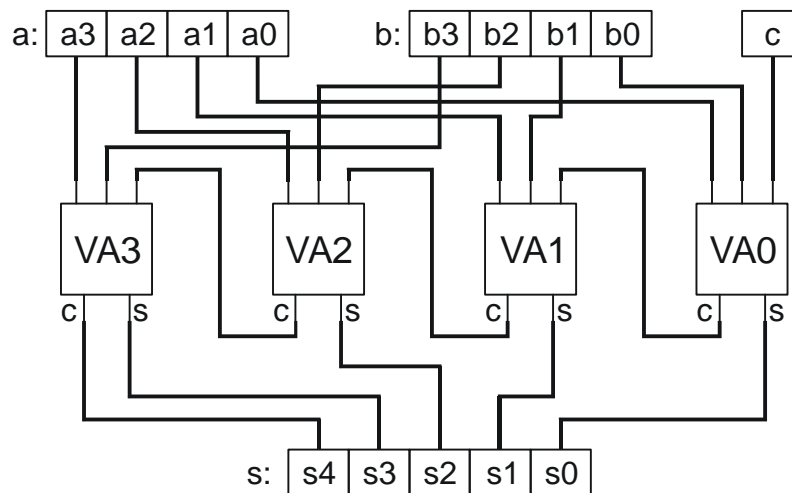 a: a3 a2 a1 a0 b: b3 b2 b1 b0 c
VA3 VA2 VA1 VA0
c s c s c s c s
s: s4 s3 s2 s1 s0